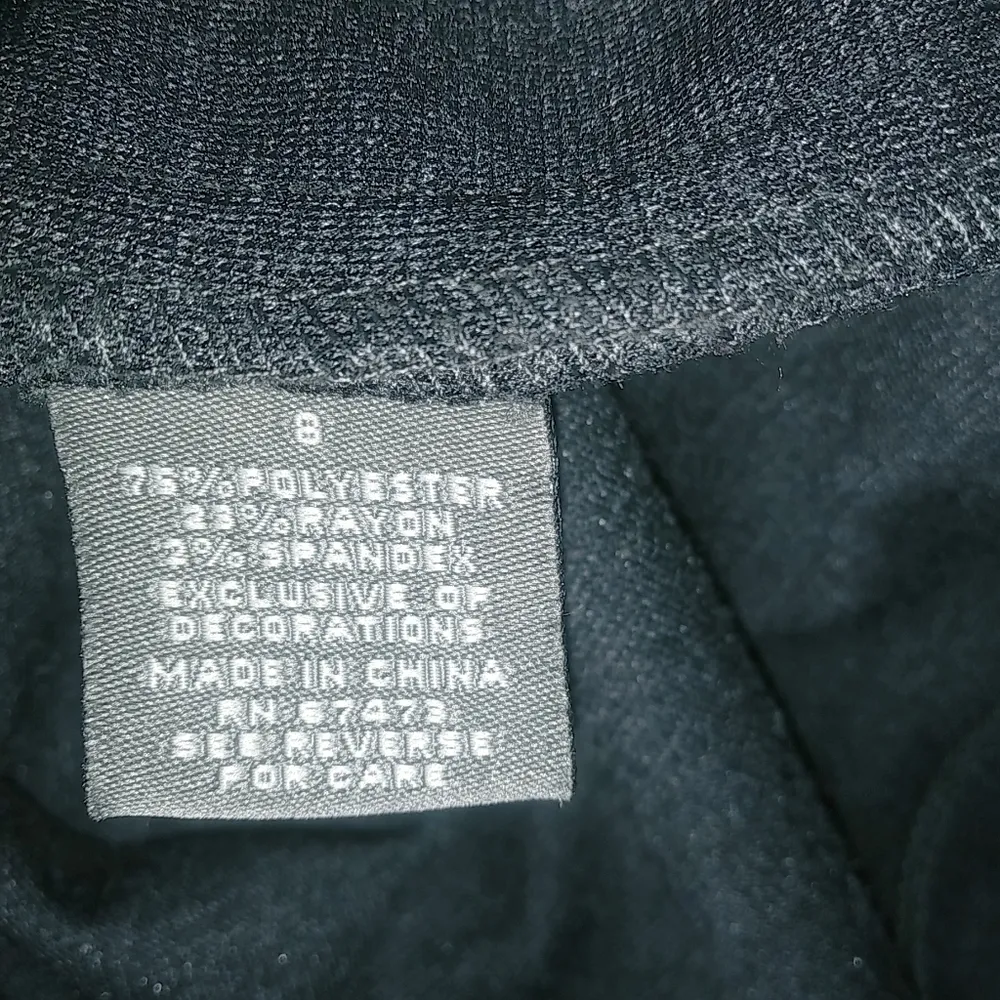 8
75% POLYESTER
23% RAYON
2% SPANDEX
EXCLUSIVE OF
DECORATIONS
MADE IN CHINA
RN 67473
SEE REVERSE
FOR CARE